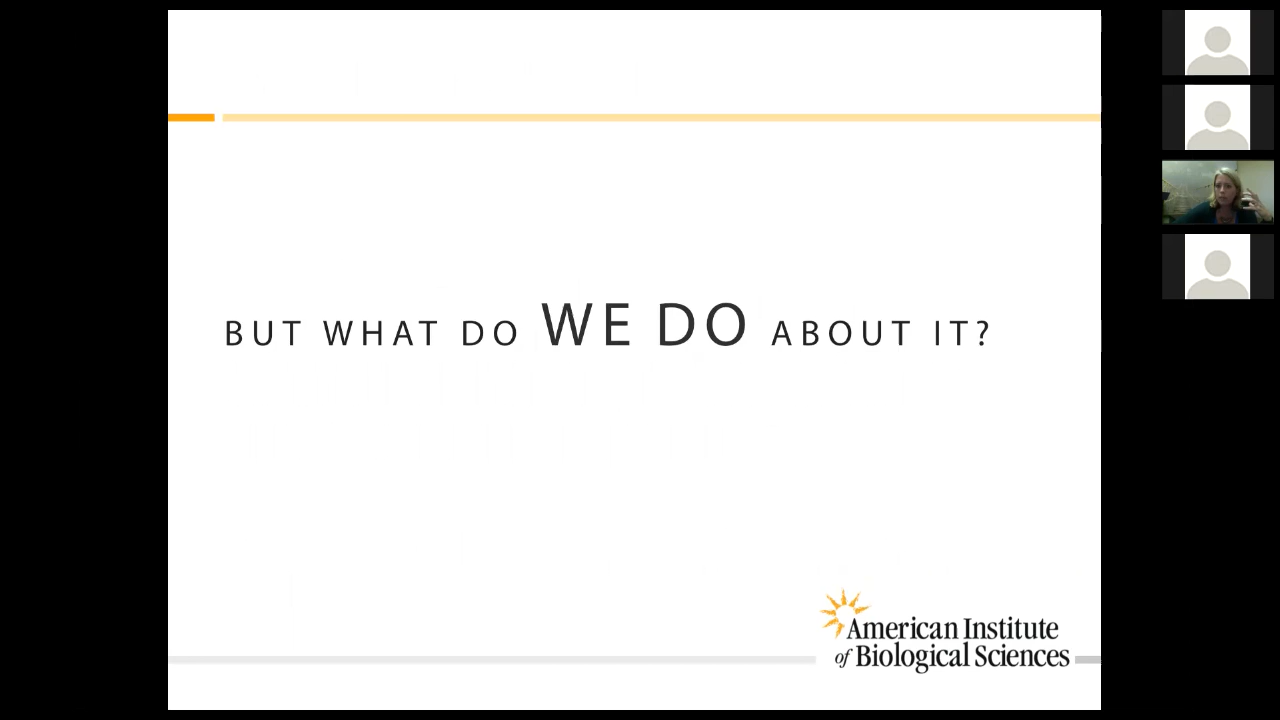 BUT WHAT DO WE DO ABOUT IT?
American Institute
of Biological Sciences